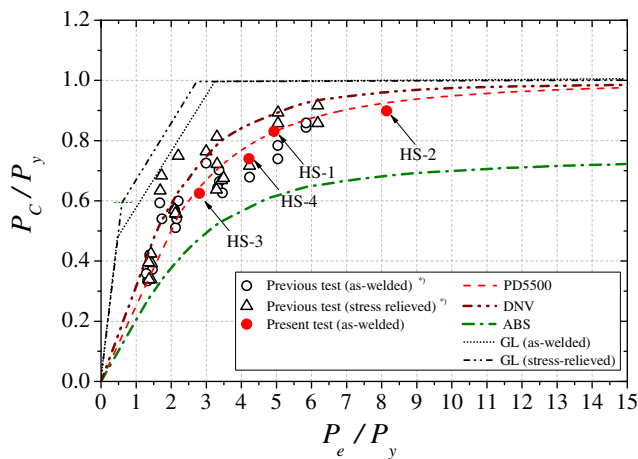 1.2
1.0
0.8
0.6
0.4
0.2
0.0
P_C / P_y
HS-2
HS-1
HS-4
HS-3
Previous test (as-welded) *)
Previous test (stress relieved) *)
Present test (as-welded)
PD5500
DNV
ABS
GL (as-welded)
GL (stress-relieved)
0 1 2 3 4 5 6 7 8 9 10 11 12 13 14 15
P_e / P_y